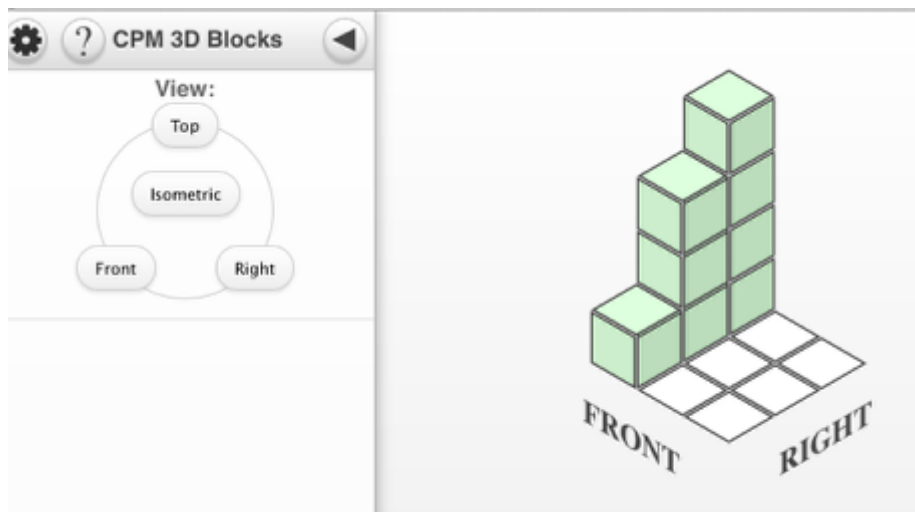 ? CPM 3D Blocks
View:
Top
Isometric
Front Right
FRONT RIGHT